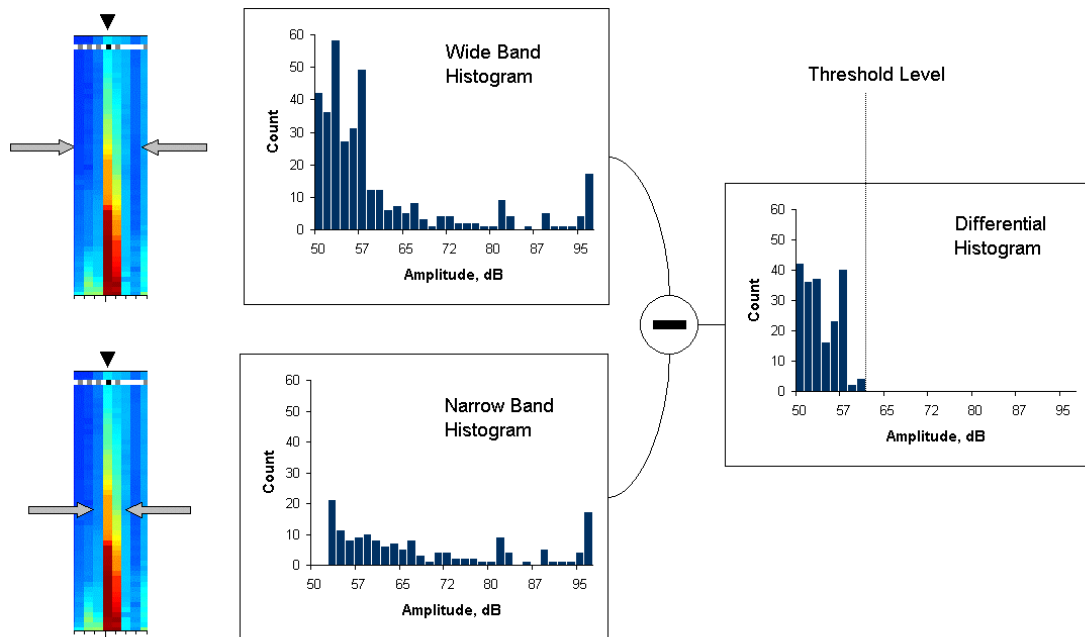 Wide Band
Histogram
60
50
40
30
20
10
0
Count
50 57 65 72 80 87 95
Amplitude, dB
Threshold Level
Differential
Histogram
60
50
40
30
20
10
0
Count
50 57 65 72 80 87 95
Amplitude, dB
Narrow Band
Histogram
60
50
40
30
20
10
0
Count
50 57 65 72 80 87 95
Amplitude, dB